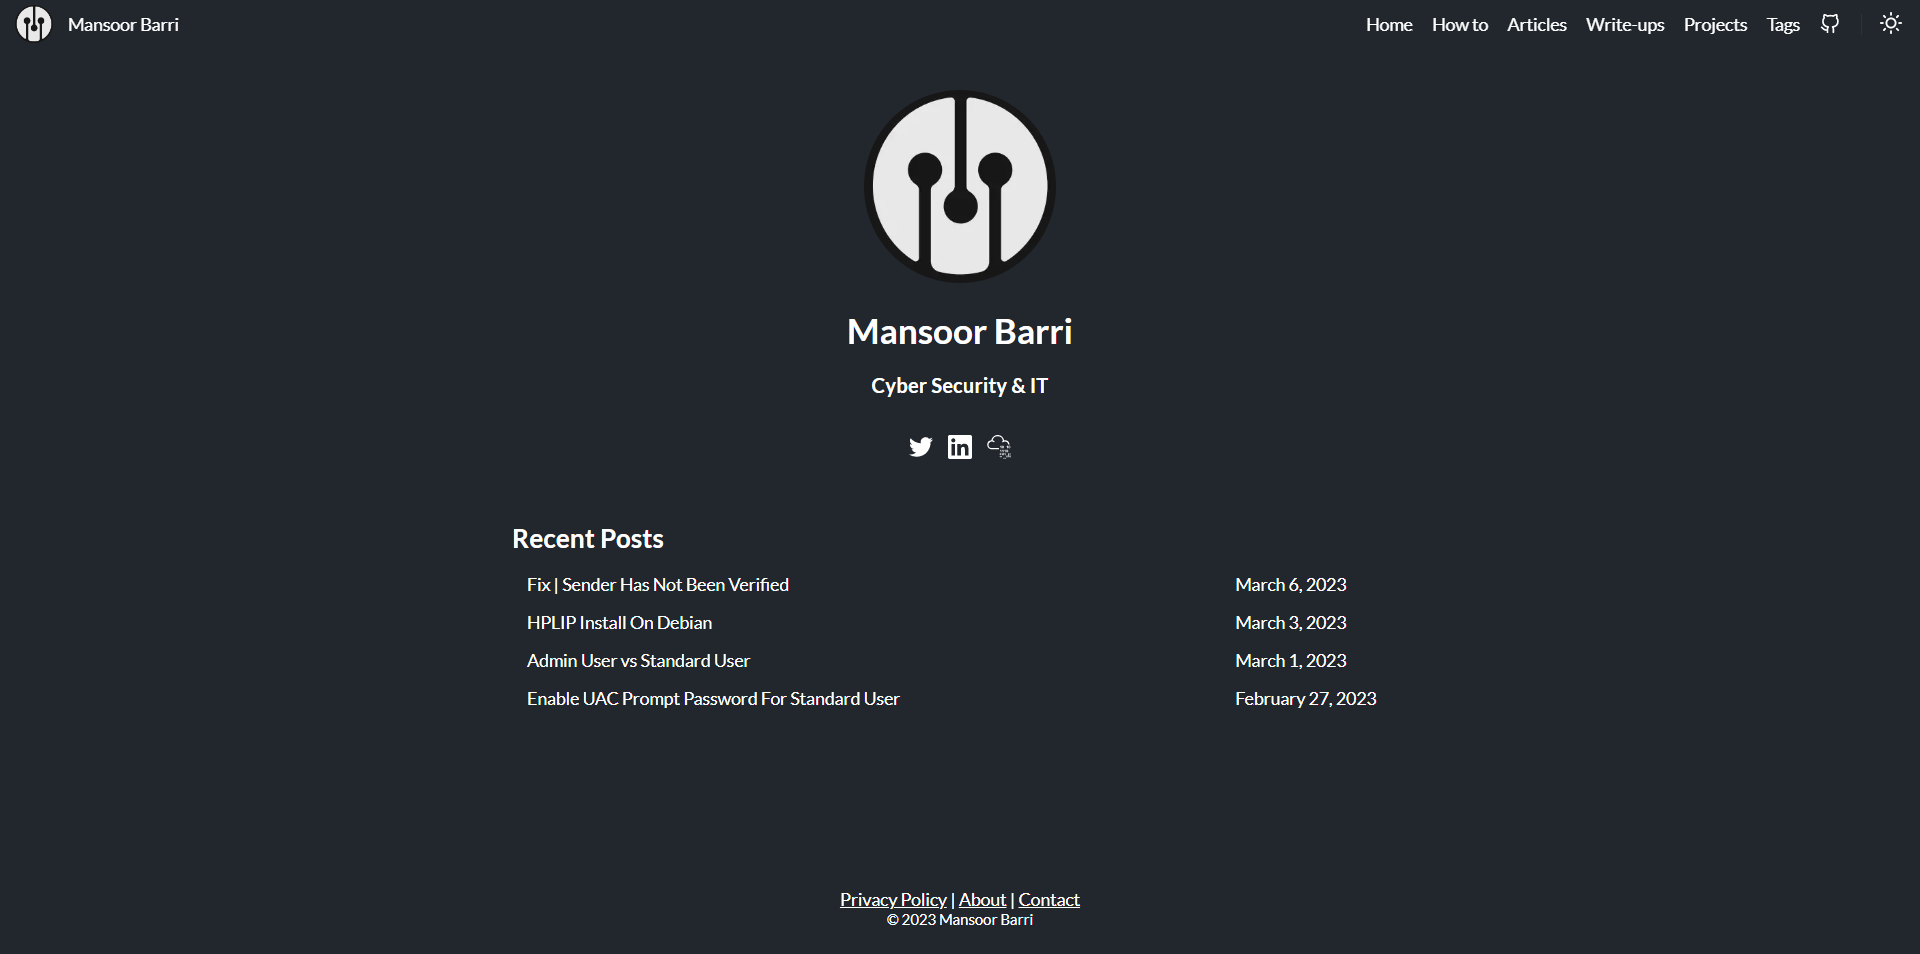 Mansoor Barri
Home How to Articles Write-ups Projects Tags
Mansoor Barri
Cyber Security & IT
in
Recent Posts
Fix | Sender Has Not Been Verified March 6, 2023
HPLIP Install On Debian March 3, 2023
Admin User vs Standard User March 1, 2023
Enable UAC Prompt Password For Standard User February 27, 2023
Privacy Policy | About | Contact
© 2023 Mansoor Barri